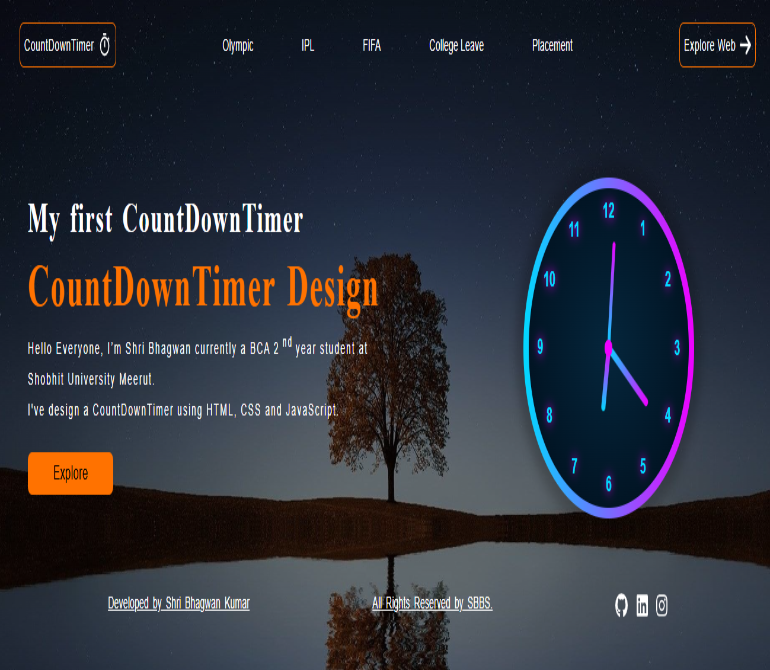 CountDownTimer
Olympic
IPL
FIFA
College Leave
Placement
Explore Web
My first CountDownTimer
CountDownTimer Design
Hello Everyone, I'm Shri Bhagwan currently a BCA 2 nd year student at
Shobhit University Meerut.
I've design a CountDownTimer using HTML, CSS and JavaScript.
Explore
12
1
2
3
4
5
6
7
8
9
10
11
Developed by Shri Bhagwan Kumar
All Rights Reserved by SBBS.
in